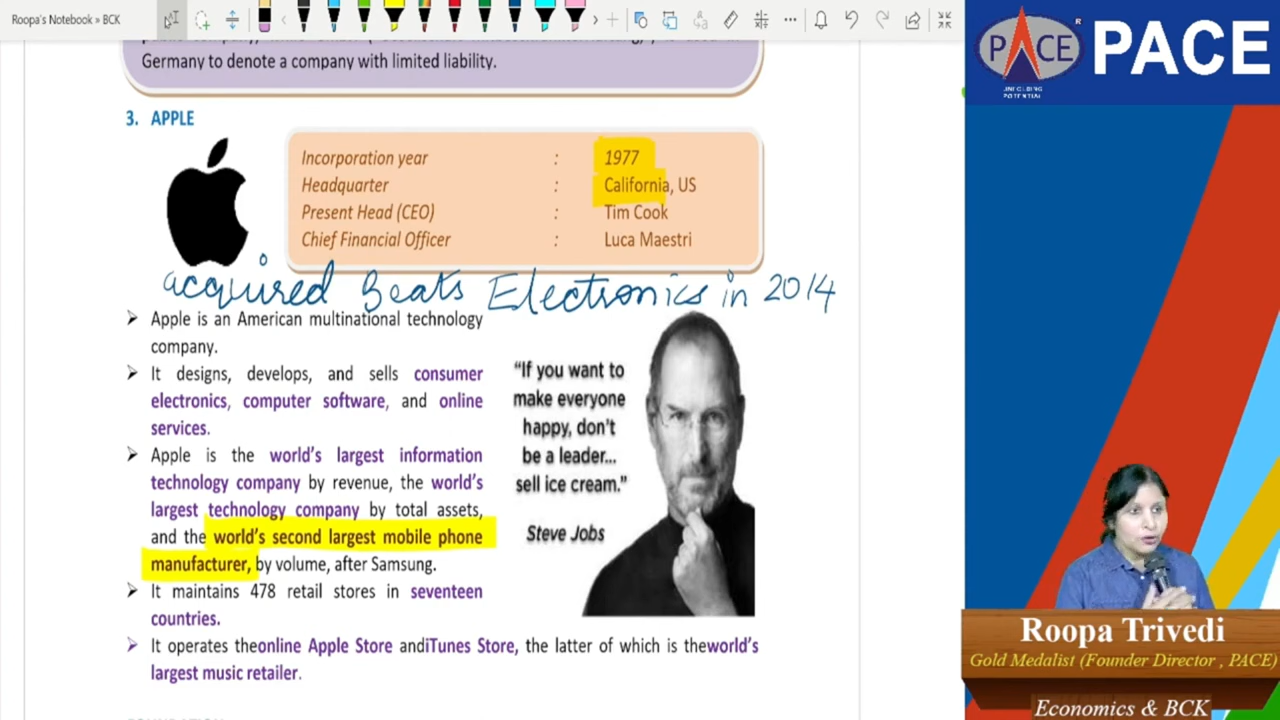 Roopa's Notebook » BCK
Germany to denote a company with limited liability.
3. APPLE
Incorporation year : 1977
Headquarter : California, US
Present Head (CEO) : Tim Cook
Chief Financial Officer : Luca Maestri
acquired Beats Electronics in 2014
➢ Apple is an American multinational technology
company.
➢ It designs, develops, and sells consumer
electronics, computer software, and online
services.
➢ Apple is the world's largest information
technology company by revenue, the world's
largest technology company by total assets,
and the world's second largest mobile phone
manufacturer, by volume, after Samsung.
➢ It maintains 478 retail stores in seventeen
countries.
➢ It operates theonline Apple Store andiTunes Store, the latter of which is theworld's
largest music retailer.
"If you want to
make everyone
happy, don't
be a leader...
sell ice cream."
Steve Jobs
PACE
UNFOLDING
POTENTIAL
®
PACE
Roopa Trivedi
Gold Medalist (Founder Director , PACE)
Economics & BCK